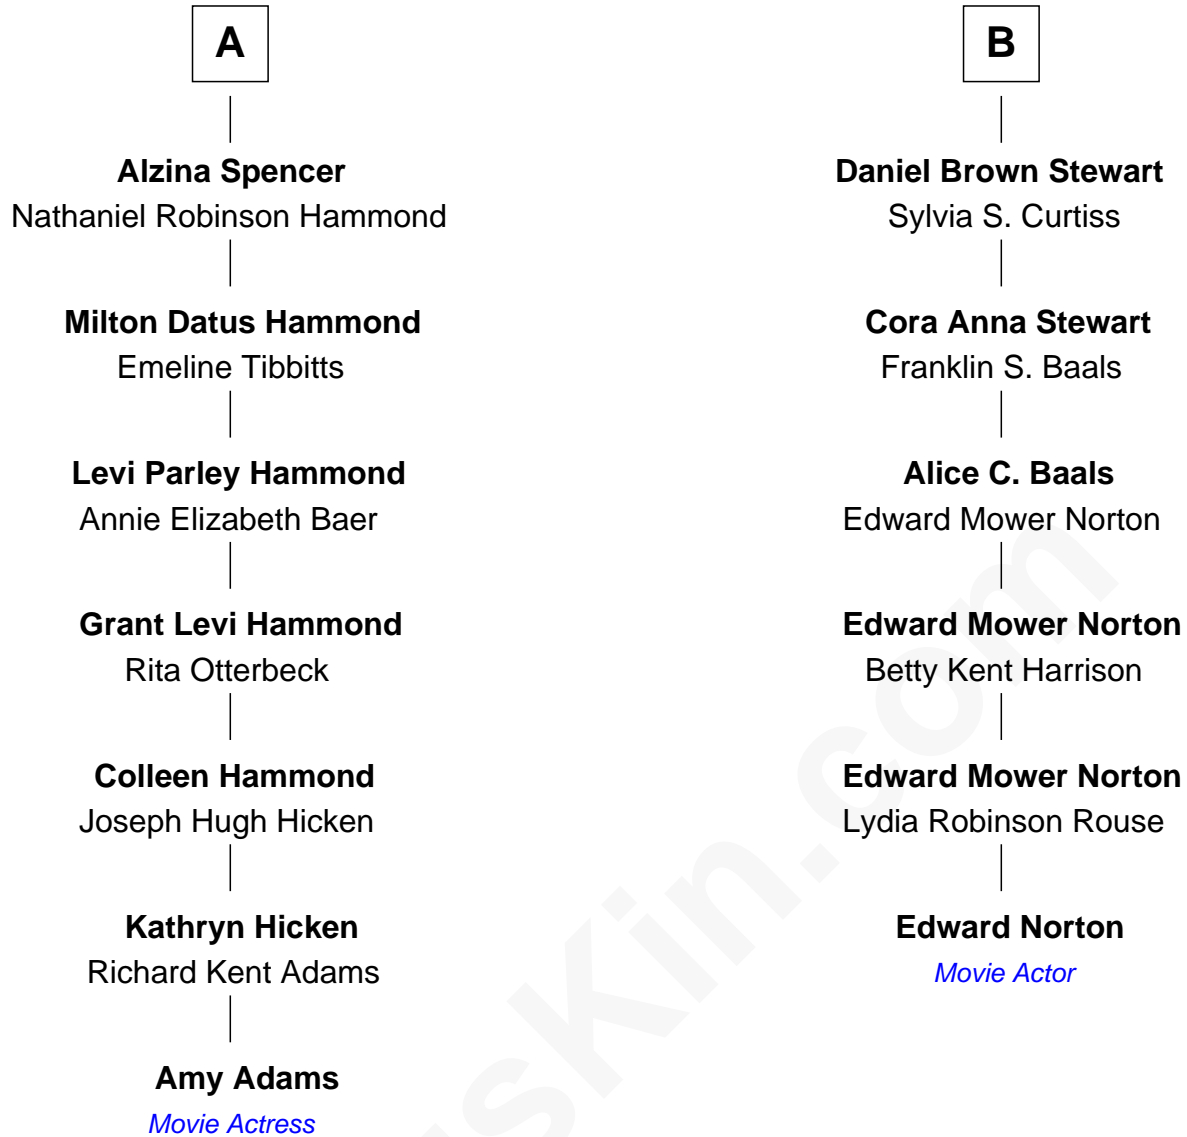 A
Alzina Spencer
Nathaniel Robinson Hammond
Milton Datus Hammond
Emeline Tibbitts
Levi Parley Hammond
Annie Elizabeth Baer
Grant Levi Hammond
Rita Otterbeck
Colleen Hammond
Joseph Hugh Hicken
Kathryn Hicken
Richard Kent Adams
Amy Adams
Movie Actress
B
Daniel Brown Stewart
Sylvia S. Curtiss
Cora Anna Stewart
Franklin S. Baals
Alice C. Baals
Edward Mower Norton
Edward Mower Norton
Betty Kent Harrison
Edward Mower Norton
Lydia Robinson Rouse
Edward Norton
Movie Actor